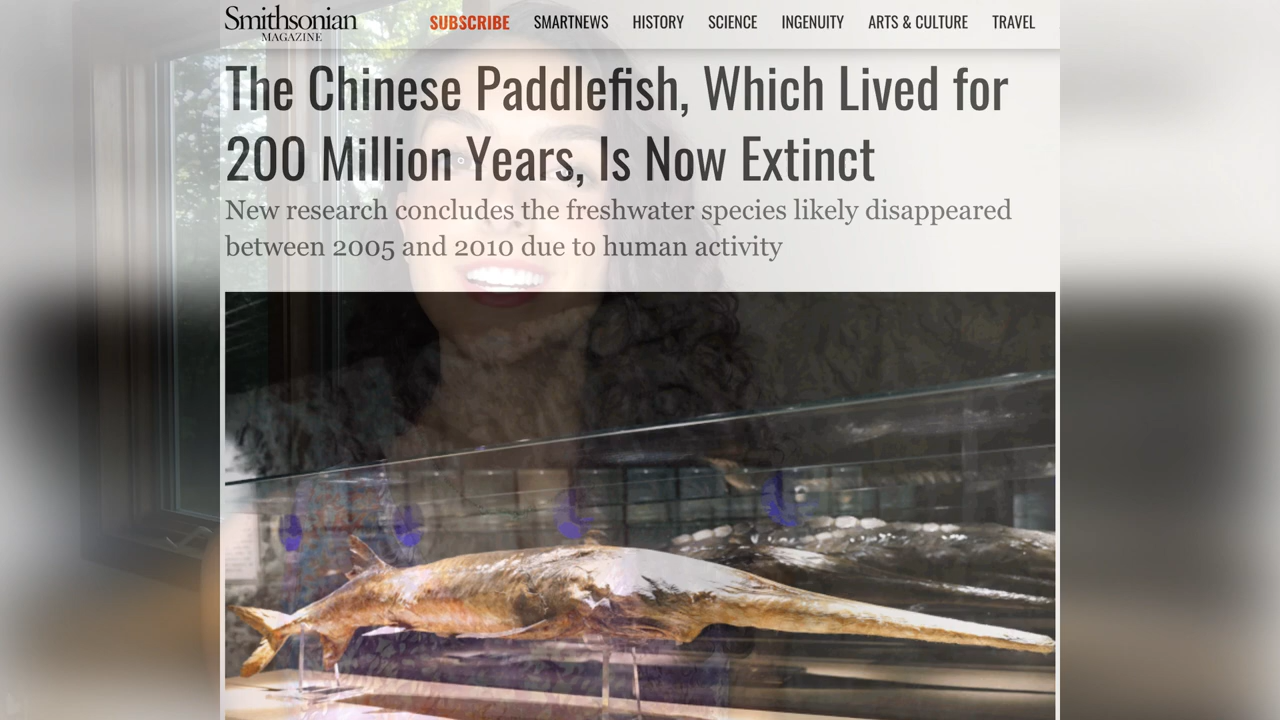 Smithsonian
MAGAZINE
SUBSCRIBE SMARTNEWS HISTORY SCIENCE INGENUITY ARTS & CULTURE TRAVEL
The Chinese Paddlefish, Which Lived for
200 Million Years, Is Now Extinct
New research concludes the freshwater species likely disappeared
between 2005 and 2010 due to human activity